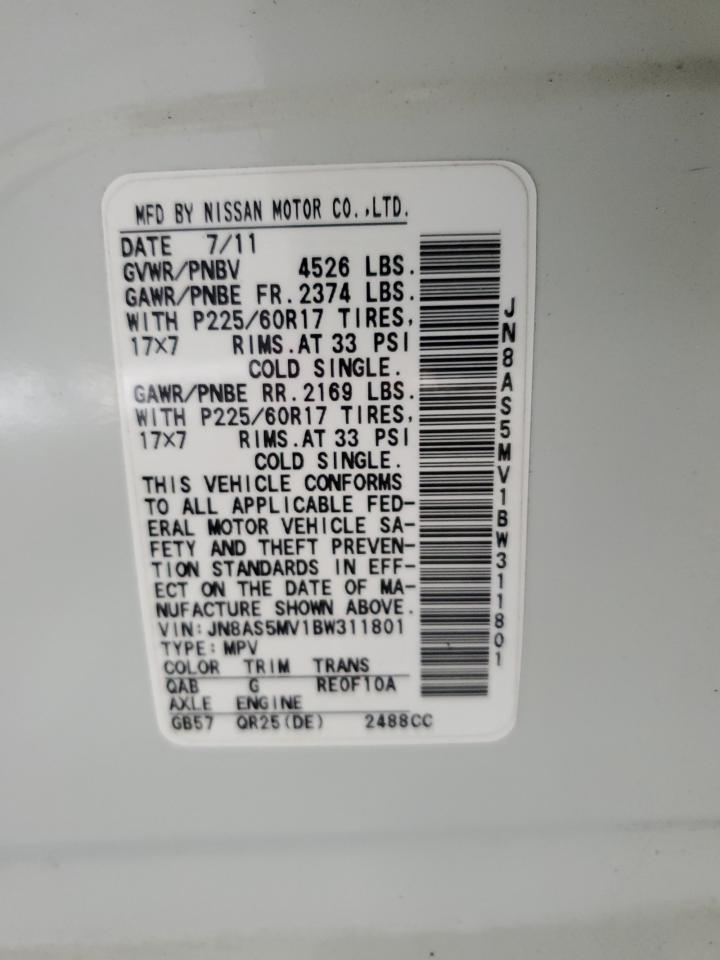 MFD BY NISSAN MOTOR CO.,LTD.
DATE 7/11
GVWR/PNBV 4526 LBS.
GAWR/PNBE FR.2374 LBS.
WITH P225/60R17 TIRES,
17×7 RIMS.AT 33 PSI
COLD SINGLE.
GAWR/PNBE RR.2169 LBS.
WITH P225/60R17 TIRES,
17×7 RIMS.AT 33 PSI
COLD SINGLE.
THIS VEHICLE CONFORMS
TO ALL APPLICABLE FED-
ERAL MOTOR VEHICLE SA-
FETY AND THEFT PREVEN-
TION STANDARDS IN EFF-
ECT ON THE DATE OF MA-
NUFACTURE SHOWN ABOVE.
VIN:JN8AS5MV1BW311801
TYPE:MPV
COLOR TRIM TRANS
QAB G RE0F10A
AXLE ENGINE
GB57 QR25(DE) 2488CC
JN8AS5MV1BW311801